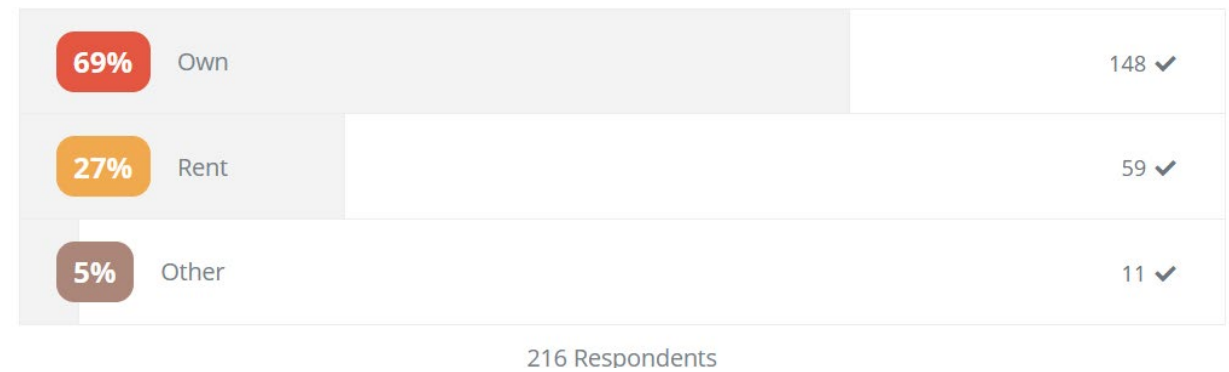 69% Own 148 ✔
27% Rent 59 ✔
5% Other 11 ✔
216 Respondents